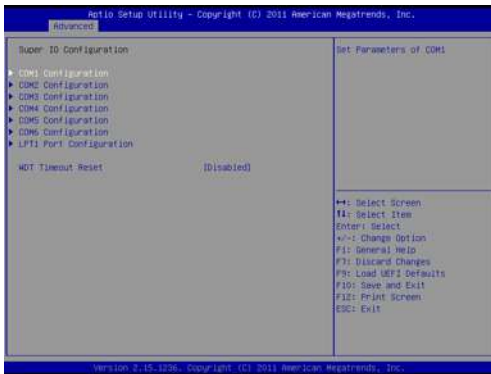 Aptio Setup Utility - Copyright (C) 2011 American Megatrends, Inc.
Advanced
Super IO Configuration
COM1 Configuration
COM2 Configuration
COM3 Configuration
COM4 Configuration
COM5 Configuration
COM6 Configuration
LPT1 Port Configuration
WDT Timeout Reset [Disabled]
Set Parameters of COM1
↔: Select Screen
↑↓: Select Item
Enter: Select
+/-: Change Option
F1: General Help
F7: Discard Changes
F9: Load UEFI Defaults
F10: Save and Exit
F12: Print Screen
ESC: Exit
Version 2.15.1236. Copyright (C) 2011 American Megatrends, Inc.